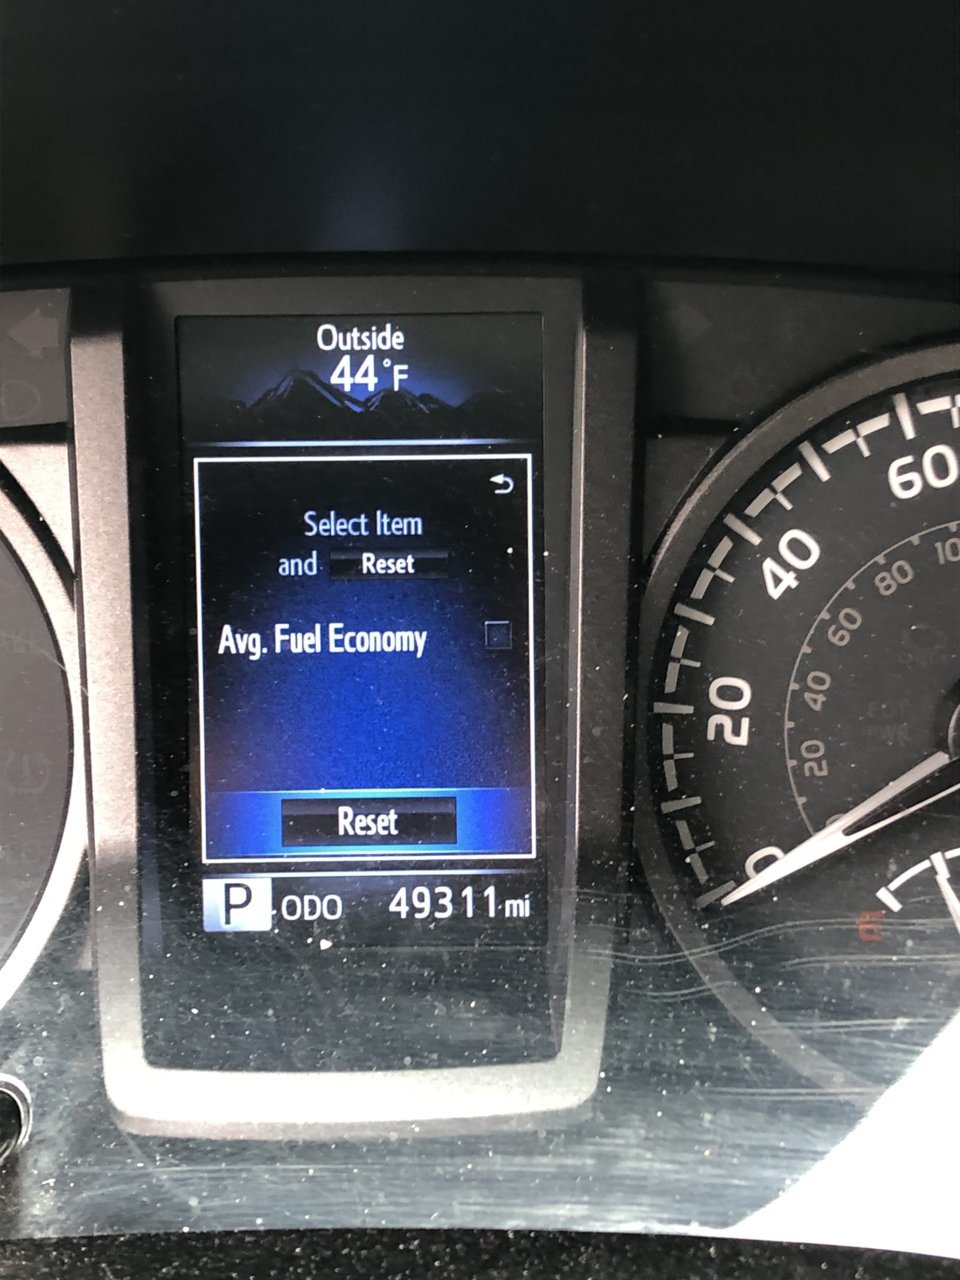 Outside
44°F
Select Item
and Reset
Avg. Fuel Economy
Reset
P ODO 49311 mi
60
40
20
0
100
80
60
40
20
E